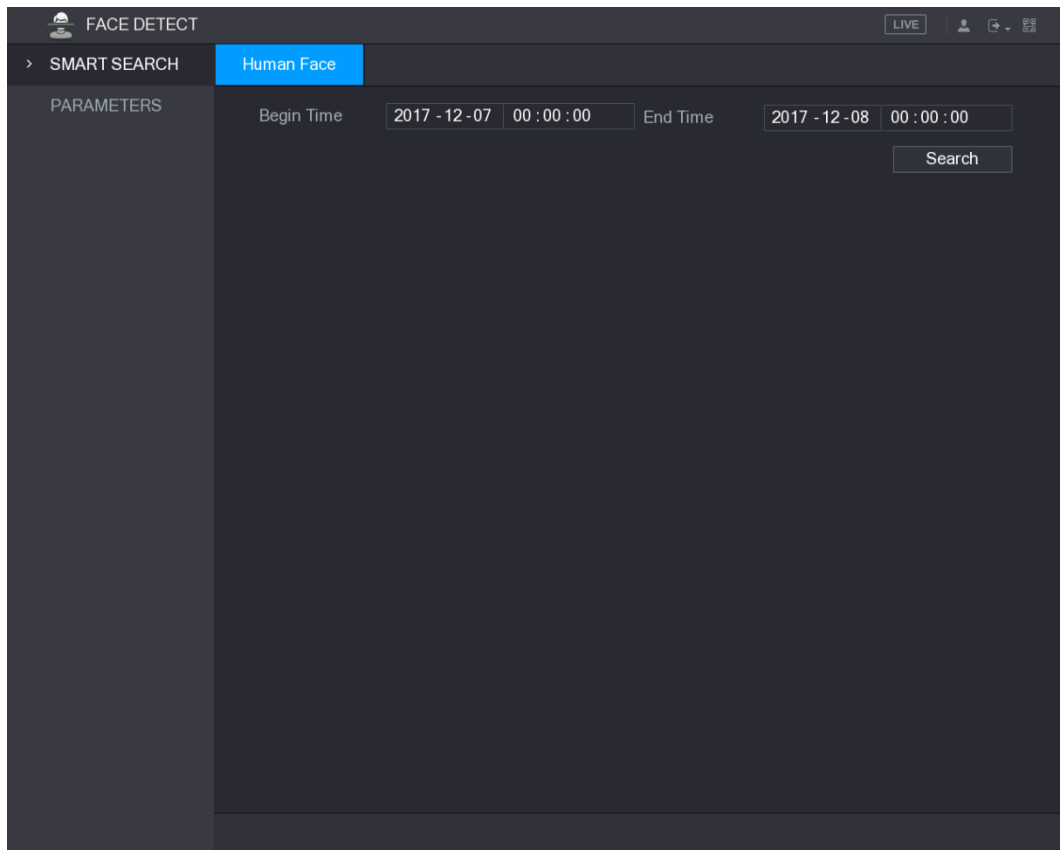 FACE DETECT LIVE
SMART SEARCH Human Face
PARAMETERS
Begin Time 2017 - 12 - 07 00 : 00 : 00 End Time 2017 - 12 - 08 00 : 00 : 00
Search